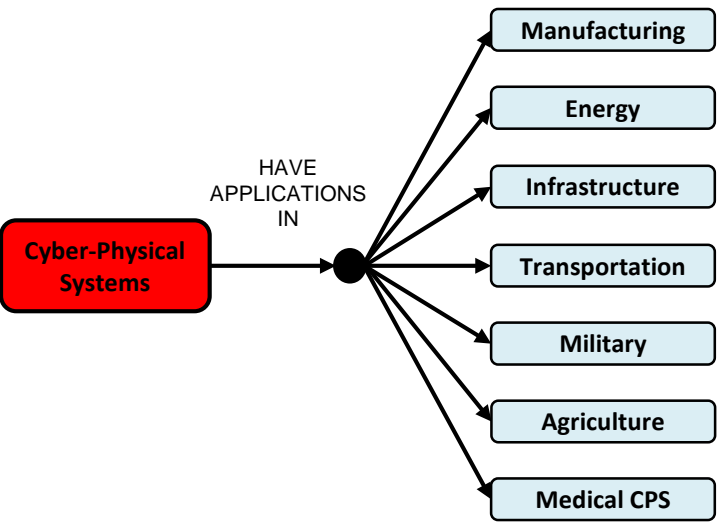 Manufacturing
Energy
HAVE
APPLICATIONS
IN
Infrastructure
Cyber-Physical
Systems
Transportation
Military
Agriculture
Medical CPS